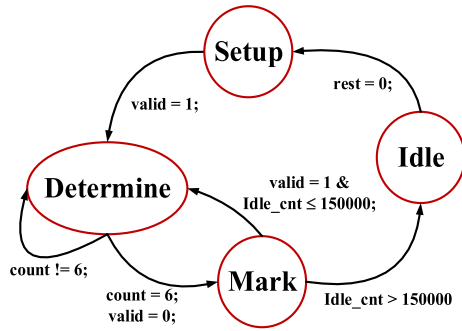 Setup
rest = 0;
valid = 1;
Idle
valid = 1 &
Idle_cnt ≤ 150000;
Determine
count != 6;
count = 6;
valid = 0;
Mark
Idle_cnt > 150000